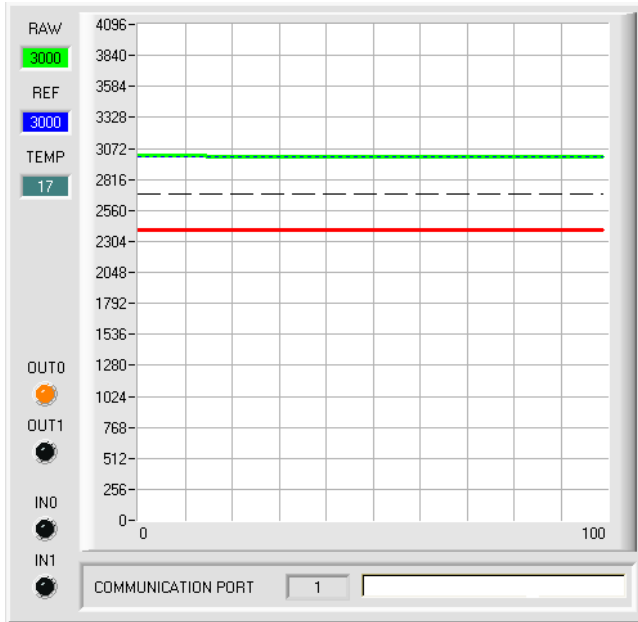 RAW
3000
REF
3000
TEMP
17
OUT0
OUT1
IN0
IN1
4096
3840
3584
3328
3072
2816
2560
2304
2048
1792
1536
1280
1024
768
512
256
0
0 100
COMMUNICATION PORT 1